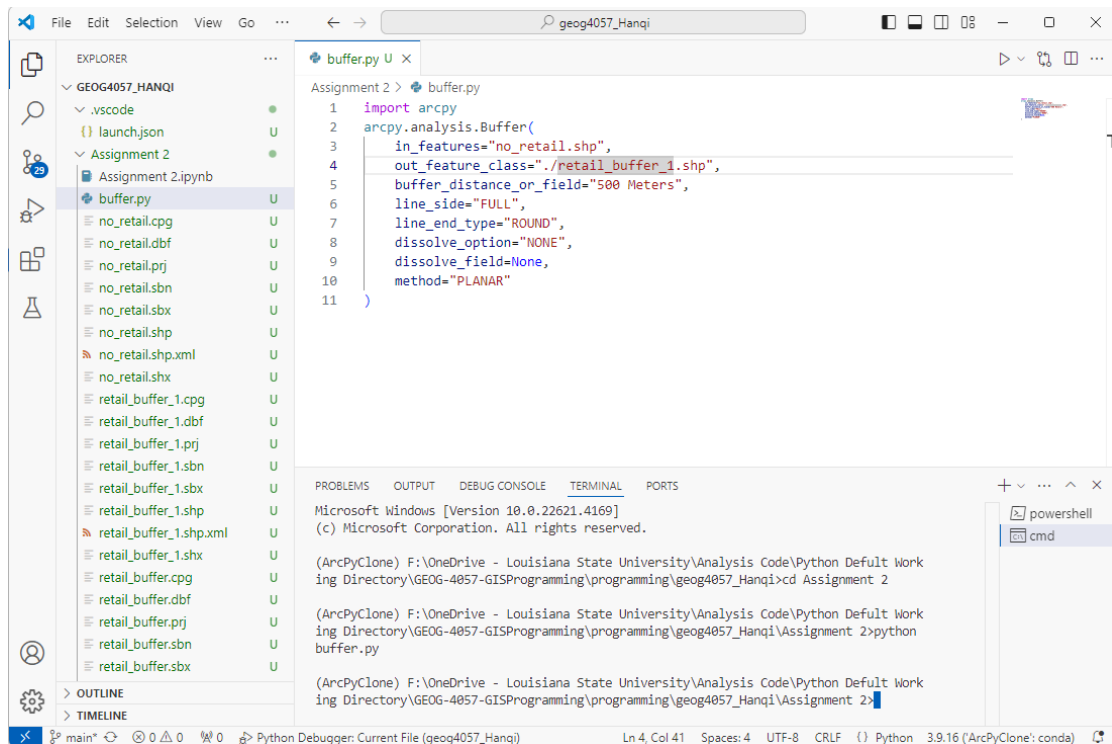 File Edit Selection View Go ··· geog4057_Hanqi
EXPLORER ···
GEOG4057_HANQI
.vscode
{} launch.json U
Assignment 2
Assignment 2.ipynb
buffer.py U
no_retail.cpg U
no_retail.dbf U
no_retail.prj U
no_retail.sbn U
no_retail.sbx U
no_retail.shp U
no_retail.shp.xml U
no_retail.shx U
retail_buffer_1.cpg U
retail_buffer_1.dbf U
retail_buffer_1.prj U
retail_buffer_1.sbn U
retail_buffer_1.sbx U
retail_buffer_1.shp U
retail_buffer_1.shp.xml U
retail_buffer_1.shx U
retail_buffer.cpg U
retail_buffer.dbf U
retail_buffer.prj U
retail_buffer.sbn U
retail_buffer.sbx U
OUTLINE
TIMELINE
29
buffer.py U
Assignment 2 > buffer.py
1 import arcpy
2 arcpy.analysis.Buffer(
3 in_features="no_retail.shp",
4 out_feature_class="./retail_buffer_1.shp",
5 buffer_distance_or_field="500 Meters",
6 line_side="FULL",
7 line_end_type="ROUND",
8 dissolve_option="NONE",
9 dissolve_field=None,
10 method="PLANAR"
11 )
PROBLEMS OUTPUT DEBUG CONSOLE TERMINAL PORTS
Microsoft Windows [Version 10.0.22621.4169]
(c) Microsoft Corporation. All rights reserved.
(ArcPyClone) F:\OneDrive - Louisiana State University\Analysis Code\Python Defult Work
ing Directory\GEOG-4057-GISProgramming\programming\geog4057_Hanqi>cd Assignment 2
(ArcPyClone) F:\OneDrive - Louisiana State University\Analysis Code\Python Defult Work
ing Directory\GEOG-4057-GISProgramming\programming\geog4057_Hanqi\Assignment 2>python
buffer.py
(ArcPyClone) F:\OneDrive - Louisiana State University\Analysis Code\Python Defult Work
ing Directory\GEOG-4057-GISProgramming\programming\geog4057_Hanqi\Assignment 2>
powershell
cmd
main* 0 0 0 Python Debugger: Current File (geog4057_Hanqi) Ln 4, Col 41 Spaces: 4 UTF-8 CRLF {} Python 3.9.16 ('ArcPyClone': conda)